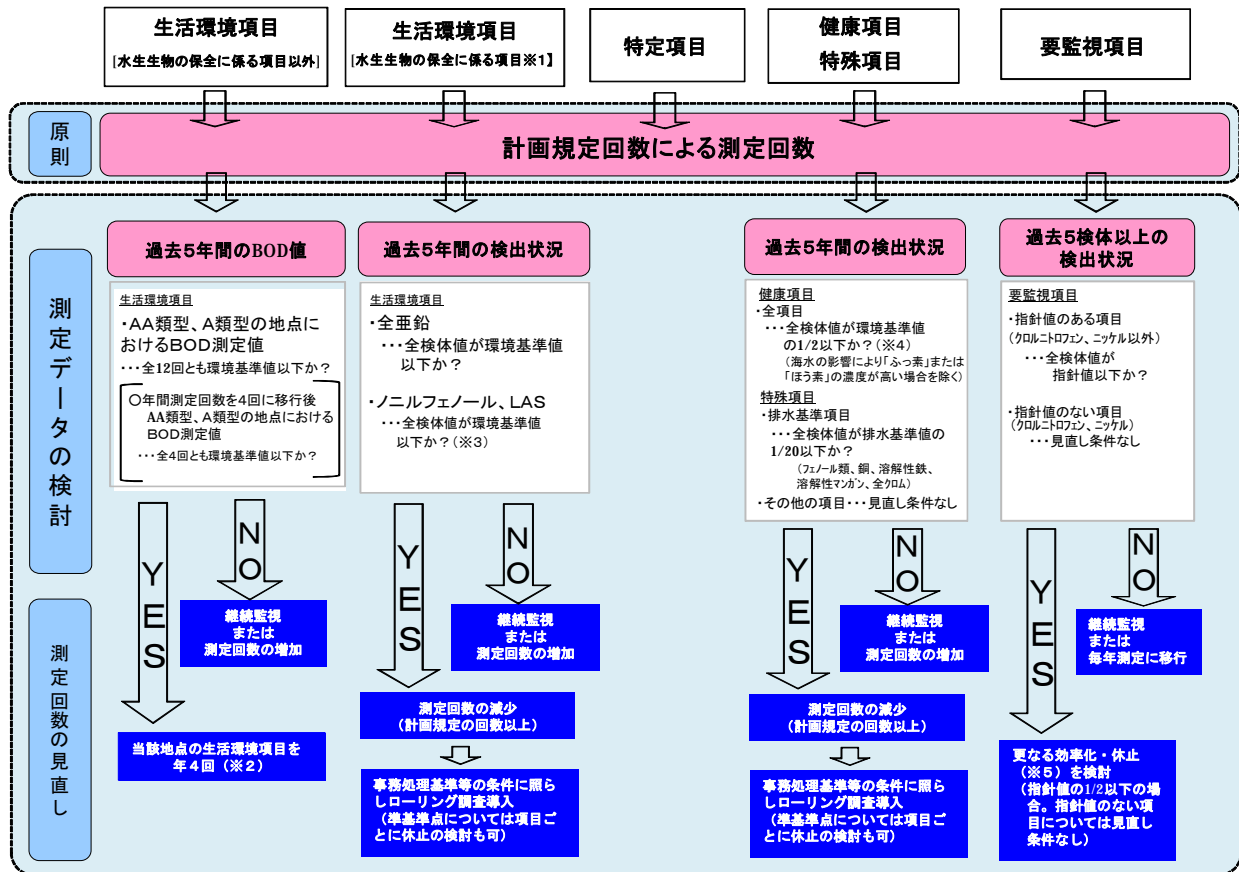 生活環境項目
[水生生物の保全に係る項目以外]
生活環境項目
[水生生物の保全に係る項目※1】
特定項目
健康項目
特殊項目
要監視項目
原則
計画規定回数による測定回数
測定データの検討
過去5年間のBOD値
生活環境項目
・AA類型、A類型の地点に
おけるBOD測定値
・・・全12回とも環境基準値以下か？
○年間測定回数を4回に移行後
AA類型、A類型の地点における
BOD測定値
・・・全4回とも環境基準値以下か？
過去5年間の検出状況
生活環境項目
・全亜鉛
・・・全検体値が環境基準値
以下か？
・ノニルフェノール、LAS
・・・全検体値が環境基準値
以下か？(※3)
過去5年間の検出状況
健康項目
・全項目
・・・全検体値が環境基準値
の1/2以下か？(※4)
(海水の影響により「ふっ素」または
「ほう素」の濃度が高い場合を除く)
特殊項目
・排水基準項目
・・・全検体値が排水基準値の
1/20以下か？
(フェノール類、銅、溶解性鉄、
溶解性マンガン、全クロム)
・その他の項目・・・見直し条件なし
過去5検体以上の
検出状況
要監視項目
・指針値のある項目
(クロルニトロフェン、ニッケル以外)
・・・全検体値が
指針値以下か？
・指針値のない項目
(クロルニトロフェン、ニッケル)
・・・見直し条件なし
測定回数の見直し
YES
NO
継続監視
または
測定回数の増加
当該地点の生活環境項目を
年4回（※2）
YES
NO
継続監視
または
測定回数の増加
測定回数の減少
（計画規定の回数以上）
事務処理基準等の条件に照ら
しローリング調査導入
（準基準点については項目ご
とに休止の検討も可）
YES
NO
継続監視
または
測定回数の増加
測定回数の減少
（計画規定の回数以上）
事務処理基準等の条件に照ら
しローリング調査導入
（準基準点については項目ご
とに休止の検討も可）
YES
NO
継続監視
または
毎年測定に移行
更なる効率化・休止
（※5）を検討
（指針値の1/2以下の場
合。指針値のない項
目については見直し
条件なし）